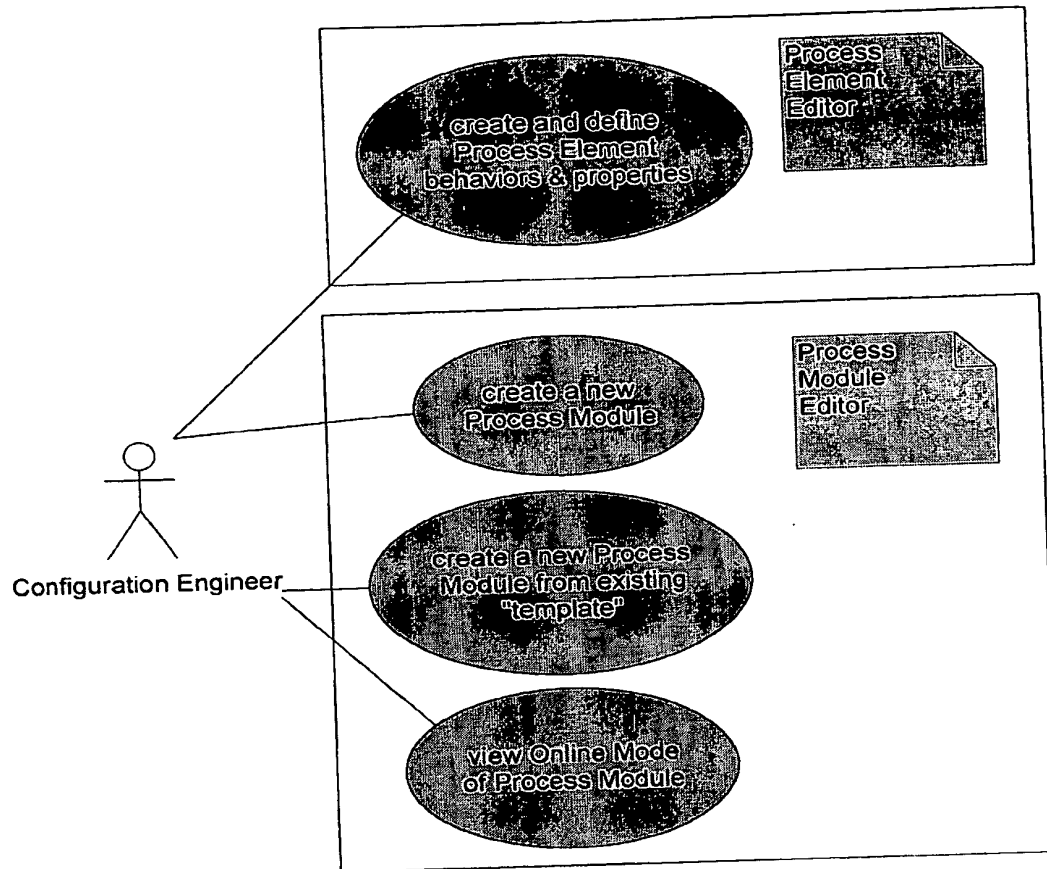 create and define
Process Element
behaviors & properties
Process
Element
Editor
create a new
Process Module
Process
Module
Editor
Configuration Engineer
create a new Process
Module from existing
"template"
view Online Mode
of Process Module